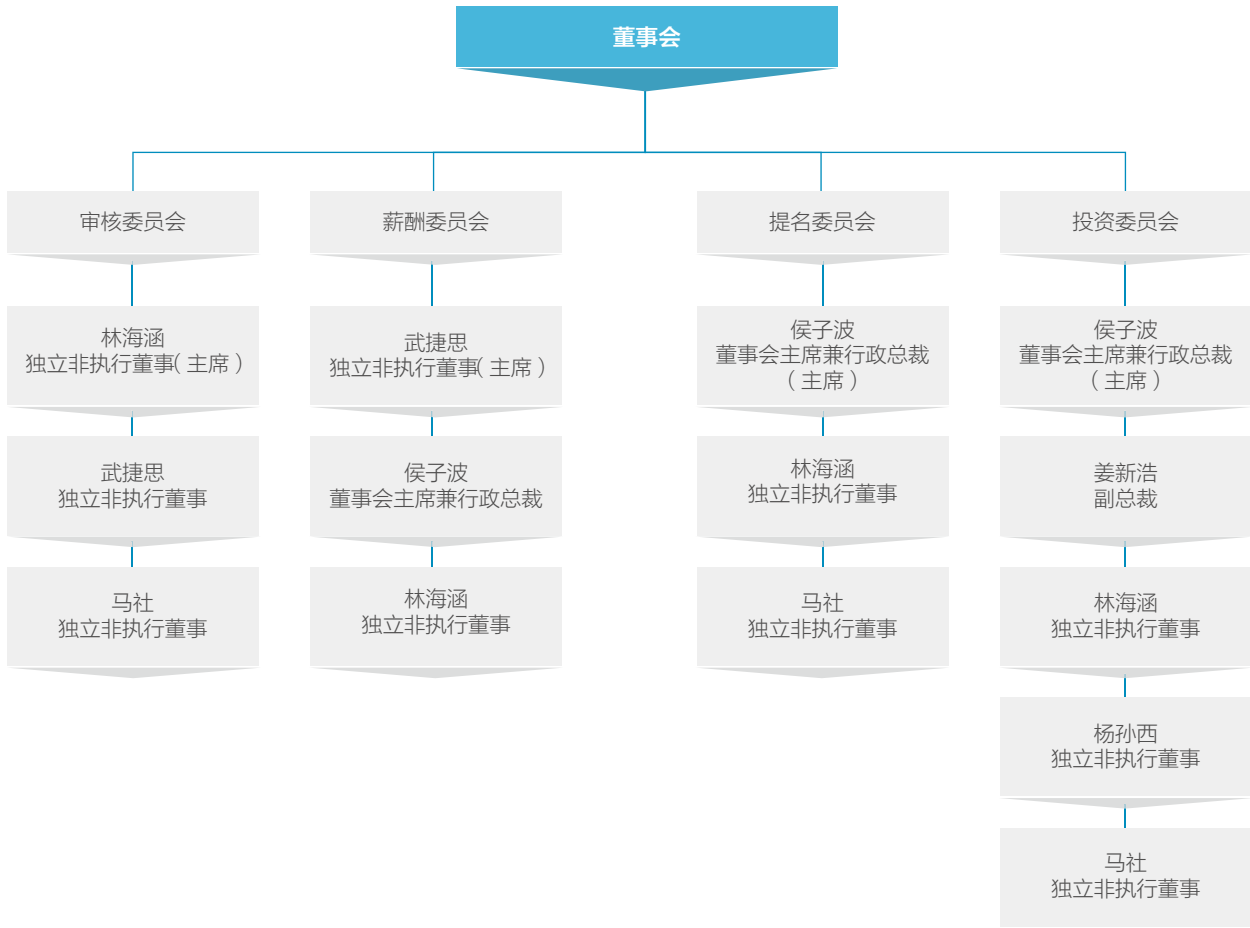 董事会
审核委员会
林海涵
独立非执行董事（主席）
武捷思
独立非执行董事
马社
独立非执行董事
薪酬委员会
武捷思
独立非执行董事（主席）
侯子波
董事会主席兼行政总裁
林海涵
独立非执行董事
提名委员会
侯子波
董事会主席兼行政总裁
（主席）
林海涵
独立非执行董事
马社
独立非执行董事
投资委员会
侯子波
董事会主席兼行政总裁
（主席）
姜新浩
副总裁
林海涵
独立非执行董事
杨孙西
独立非执行董事
马社
独立非执行董事